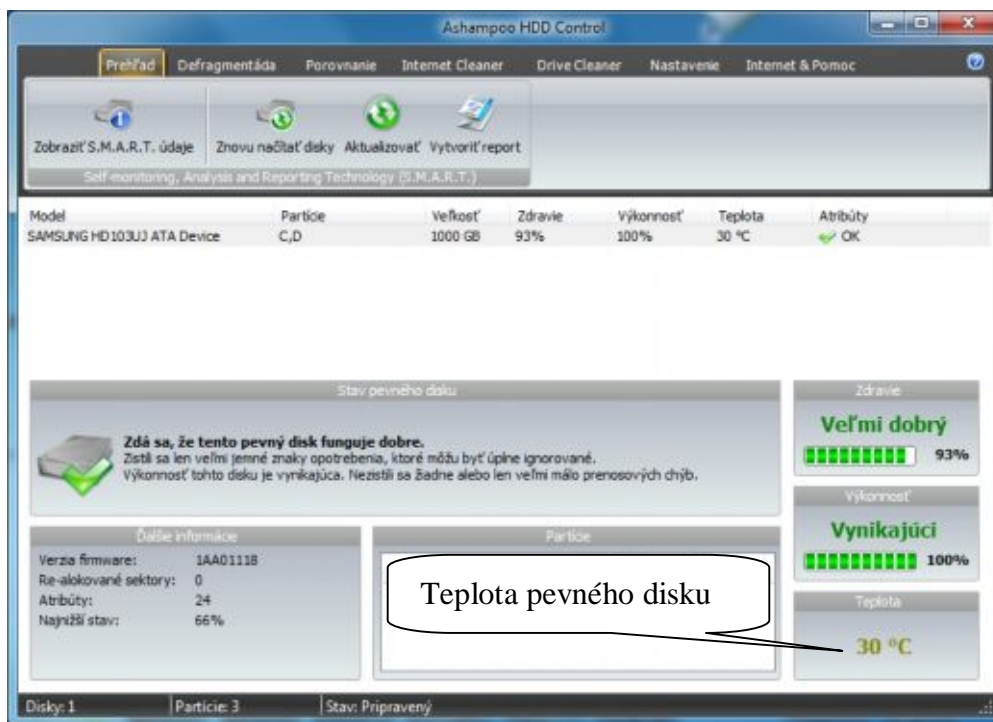 Ashampoo HDD Control
Prehľad Defragmentáda Porovnanie Internet Cleaner Drive Cleaner Nastavenie Internet & Pomoc
Zobraziť S.M.A.R.T. údaje Znovu načítať disky Aktualizovať Vytvoriť report
Self-monitoring, Analysis and Reporting Technology (S.M.A.R.T.)
Model Partície Veľkosť Zdravie Výkonnosť Teplota Atribúty
SAMSUNG HD103UJ ATA Device C,D 1000 GB 93% 100% 30 °C OK
Stav pevného disku
Zdá sa, že tento pevný disk funguje dobre.
Zistili sa len veľmi jemné znaky opotrebenia, ktoré môžu byť úplne ignorované.
Výkonnosť tohto disku je vynikajúca. Nezistili sa žiadne alebo len veľmi málo prenosových chýb.
Zdravie
Veľmi dobrý
93%
Výkonnosť
Vynikajúci
100%
Ďalšie informácie
Verzia firmware: 1AA01118
Re-alokované sektory: 0
Atribúty: 24
Najnižší stav: 66%
Partície
Teplota pevného disku
Teplota
30 °C
Disky: 1 Partície: 3 Stav: Pripravený